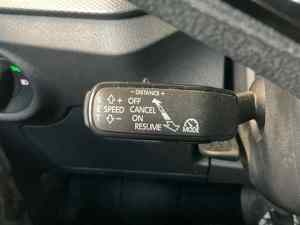 - DISTANCE +
+ OFF
SPEED CANCEL
- ON
RESUME
MODE